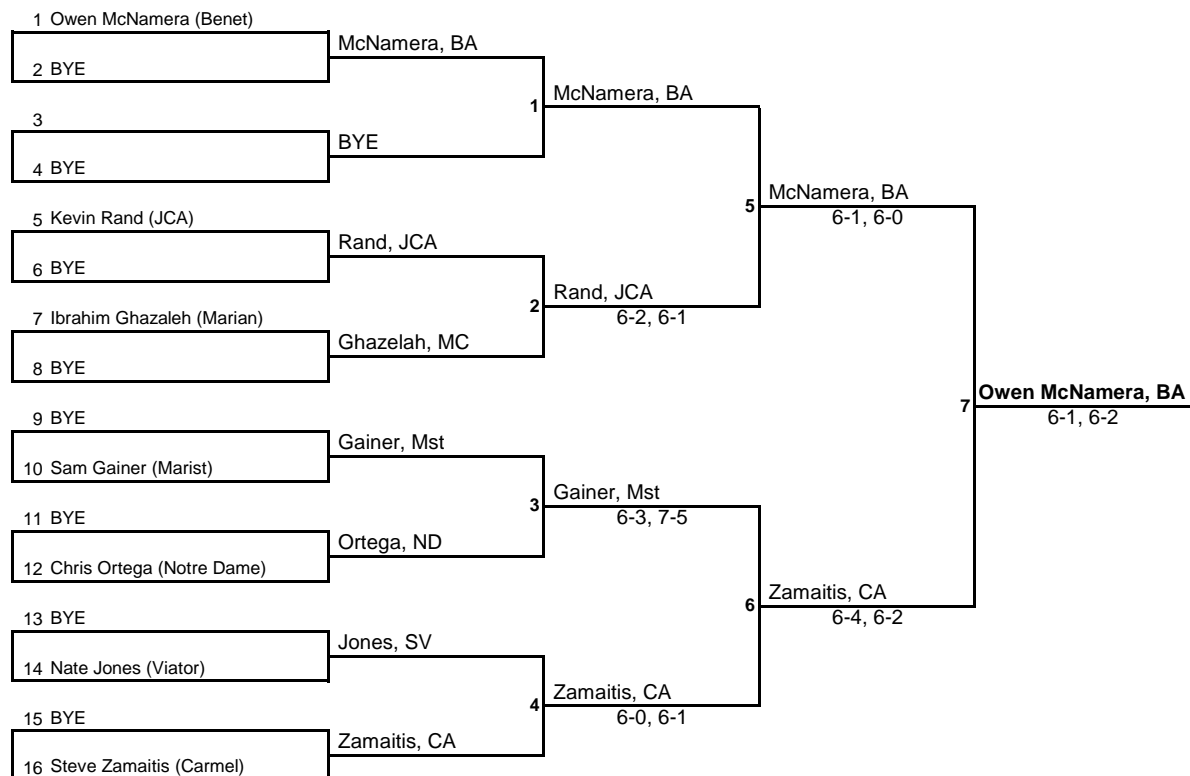 1 Owen McNamera (Benet)
McNamera, BA
2 BYE
1 McNamera, BA
3
BYE
4 BYE
5 McNamera, BA
6-1, 6-0
5 Kevin Rand (JCA)
Rand, JCA
6 BYE
2 Rand, JCA
6-2, 6-1
7 Ibrahim Ghazaleh (Marian)
Ghazelah, MC
8 BYE
7 Owen McNamera, BA
6-1, 6-2
9 BYE
Gainer, Mst
10 Sam Gainer (Marist)
3 Gainer, Mst
6-3, 7-5
11 BYE
Ortega, ND
12 Chris Ortega (Notre Dame)
6 Zamaitis, CA
6-4, 6-2
13 BYE
Jones, SV
14 Nate Jones (Viator)
4 Zamaitis, CA
6-0, 6-1
15 BYE
Zamaitis, CA
16 Steve Zamaitis (Carmel)